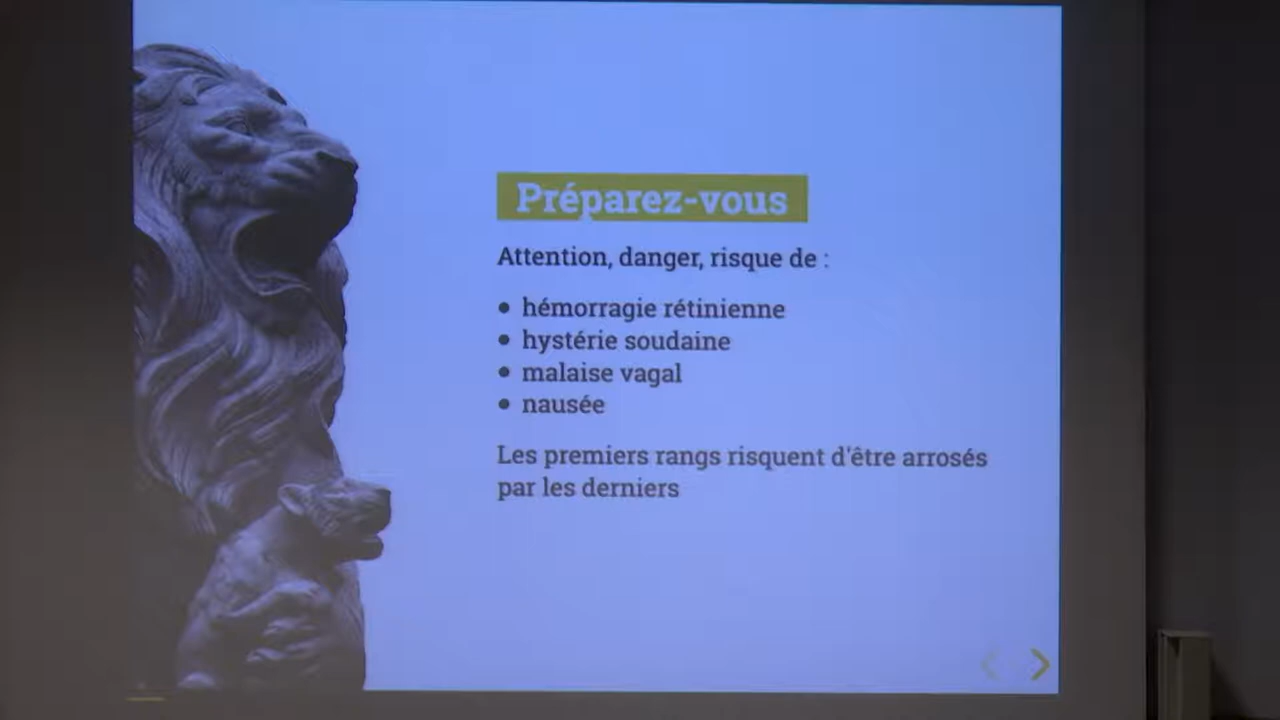 Préparez-vous
Attention, danger, risque de :
• hémorragie rétinienne
• hystérie soudaine
• malaise vagal
• nausée
Les premiers rangs risquent d'être arrosés
par les derniers